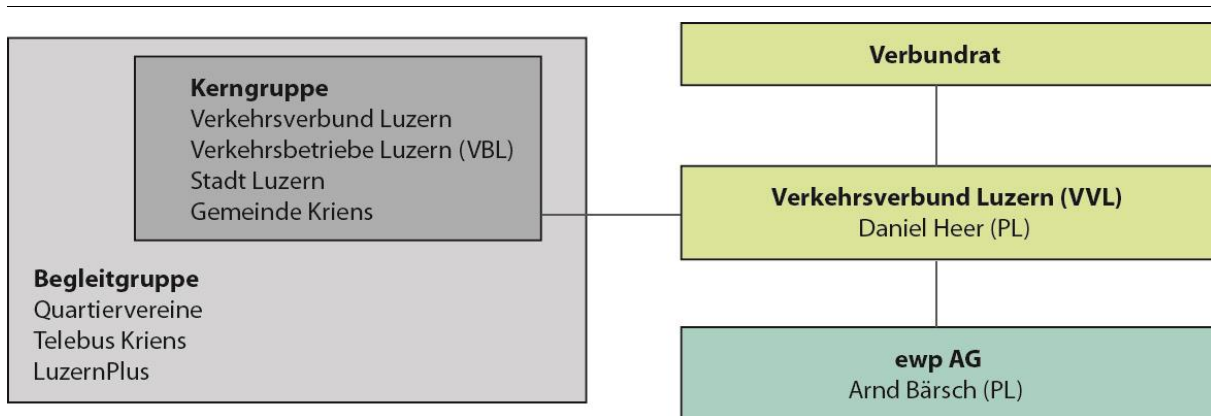 Kerngruppe
Verkehrsverbund Luzern
Verkehrsbetriebe Luzern (VBL)
Stadt Luzern
Gemeinde Kriens
Begleitgruppe
Quartiervereine
Telebus Kriens
LuzernPlus
Verbundrat
Verkehrsverbund Luzern (VVL)
Daniel Heer (PL)
ewp AG
Arnd Bärsch (PL)